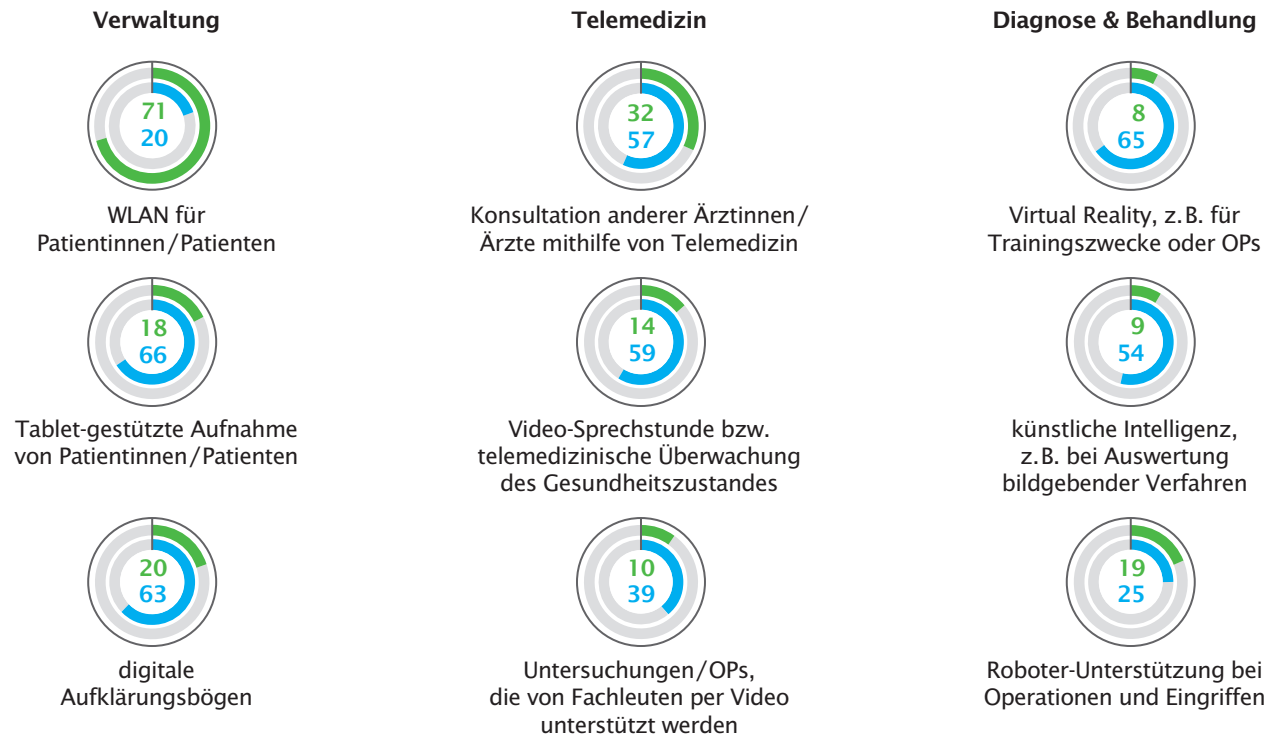 Verwaltung
71
20
WLAN für
Patientinnen/Patienten
18
66
Tablet-gestützte Aufnahme
von Patientinnen/Patienten
20
63
digitale
Aufklärungsbögen
Telemedizin
32
57
Konsultation anderer Ärztinnen/
Ärzte mithilfe von Telemedizin
14
59
Video-Sprechstunde bzw.
telemedizinische Überwachung
des Gesundheitszustandes
10
39
Untersuchungen/OPs,
die von Fachleuten per Video
unterstützt werden
Diagnose & Behandlung
8
65
Virtual Reality, z.B. für
Trainingszwecke oder OPs
9
54
künstliche Intelligenz,
z.B. bei Auswertung
bildgebender Verfahren
19
25
Roboter-Unterstützung bei
Operationen und Eingriffen